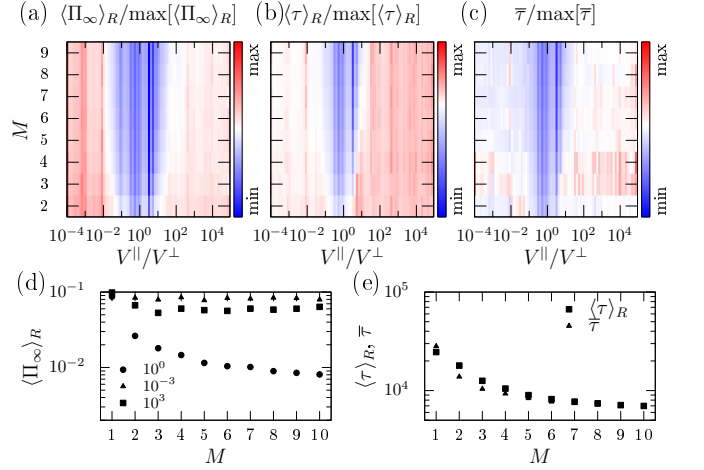 (a) ⟨Π∞⟩R/max[⟨Π∞⟩R] (b) ⟨τ⟩R/max[⟨τ⟩R] (c) τ̅/max[τ̅]
M
9
8
7
6
5
4
3
2
10⁻⁴ 10⁻² 10⁰ 10² 10⁴
V||/V⊥
max
min
10⁻⁴ 10⁻² 10⁰ 10² 10⁴
V||/V⊥
max
min
10⁻⁴ 10⁻² 10⁰ 10² 10⁴
V||/V⊥
max
min
(d)
⟨Π∞⟩R
10⁻¹
10⁻²
10⁰
10⁻³
10³
1 2 3 4 5 6 7 8 9 10
M
(e)
⟨τ⟩R, τ̅
10⁵
10⁴
⟨τ⟩R
τ̅
1 2 3 4 5 6 7 8 9 10
M